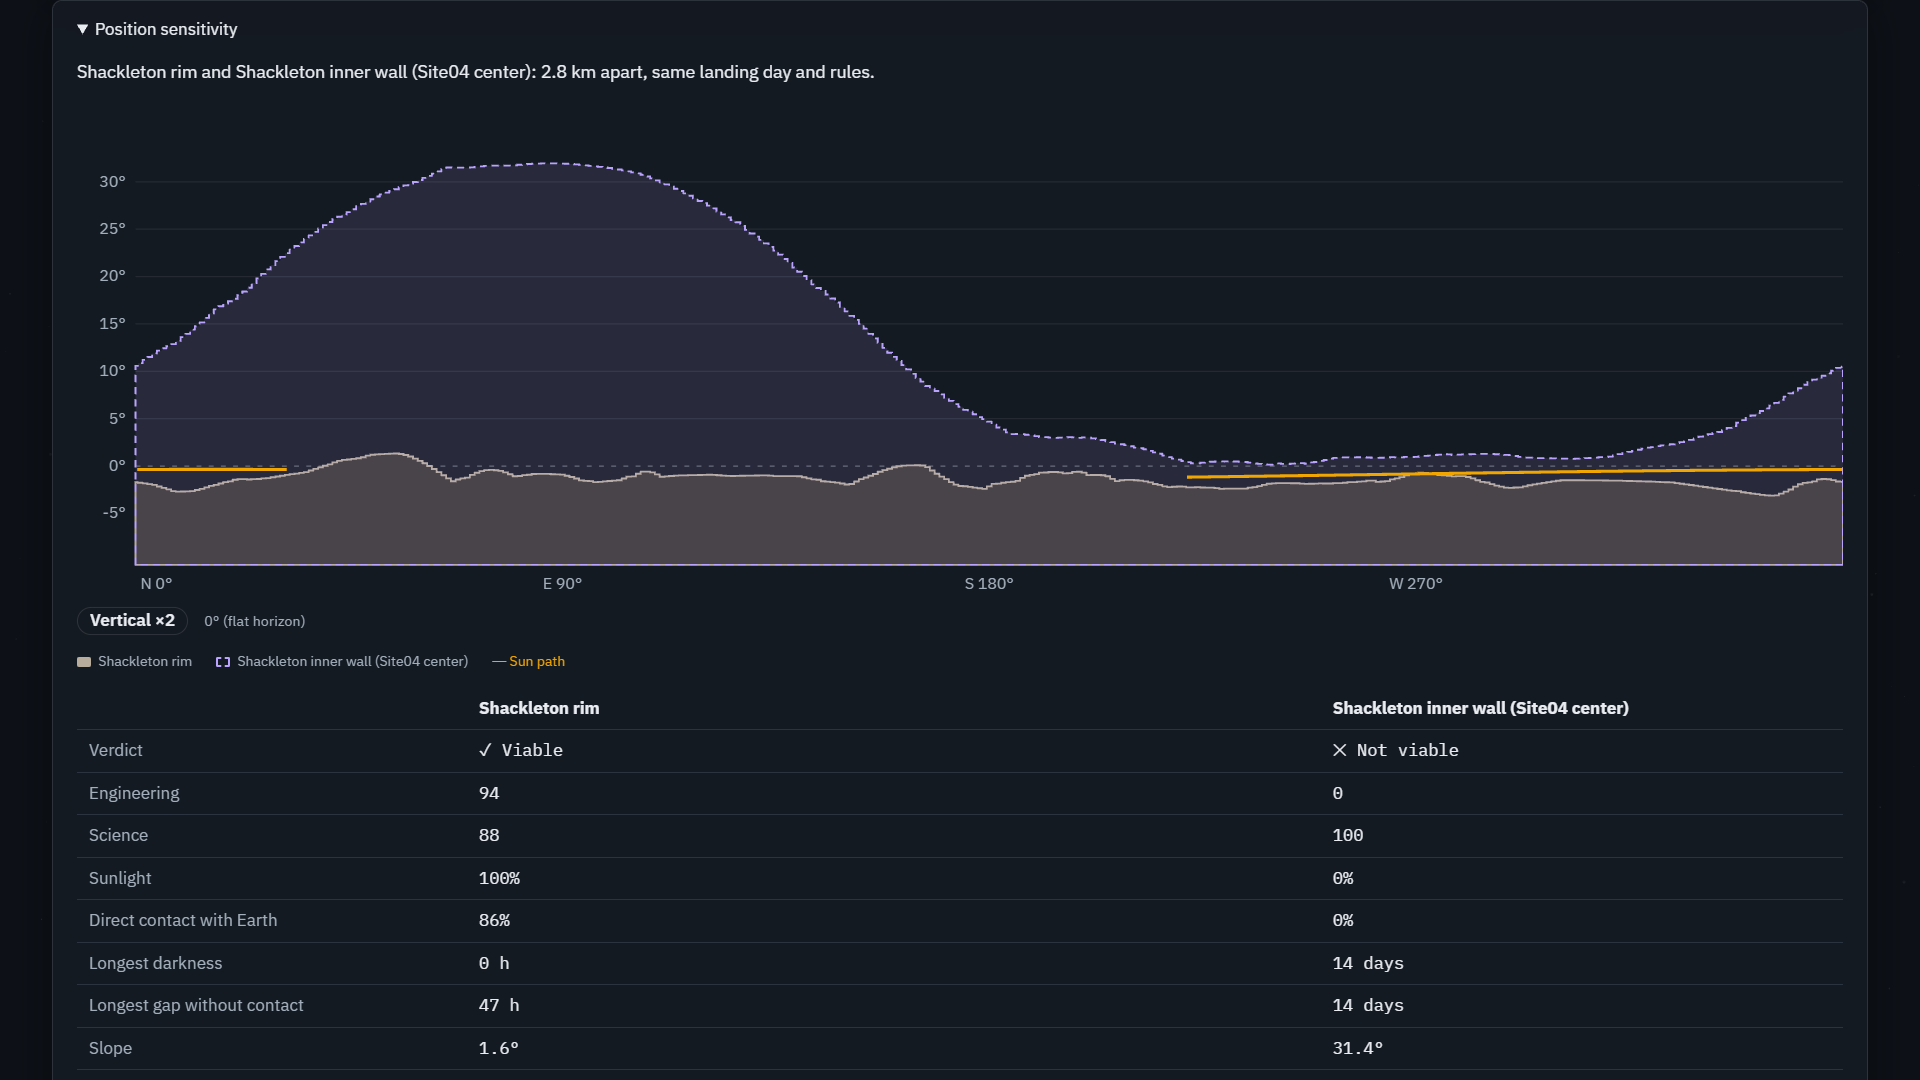 ▼ Position sensitivity
Shackleton rim and Shackleton inner wall (Site04 center): 2.8 km apart, same landing day and rules.
30°
25°
20°
15°
10°
5°
0°
-5°
N 0° E 90° S 180° W 270°
Vertical ×2 0° (flat horizon)
Shackleton rim Shackleton inner wall (Site04 center) — Sun path
Shackleton rim Shackleton inner wall (Site04 center)
Verdict ✓ Viable ✕ Not viable
Engineering 94 0
Science 88 100
Sunlight 100% 0%
Direct contact with Earth 86% 0%
Longest darkness 0 h 14 days
Longest gap without contact 47 h 14 days
Slope 1.6° 31.4°